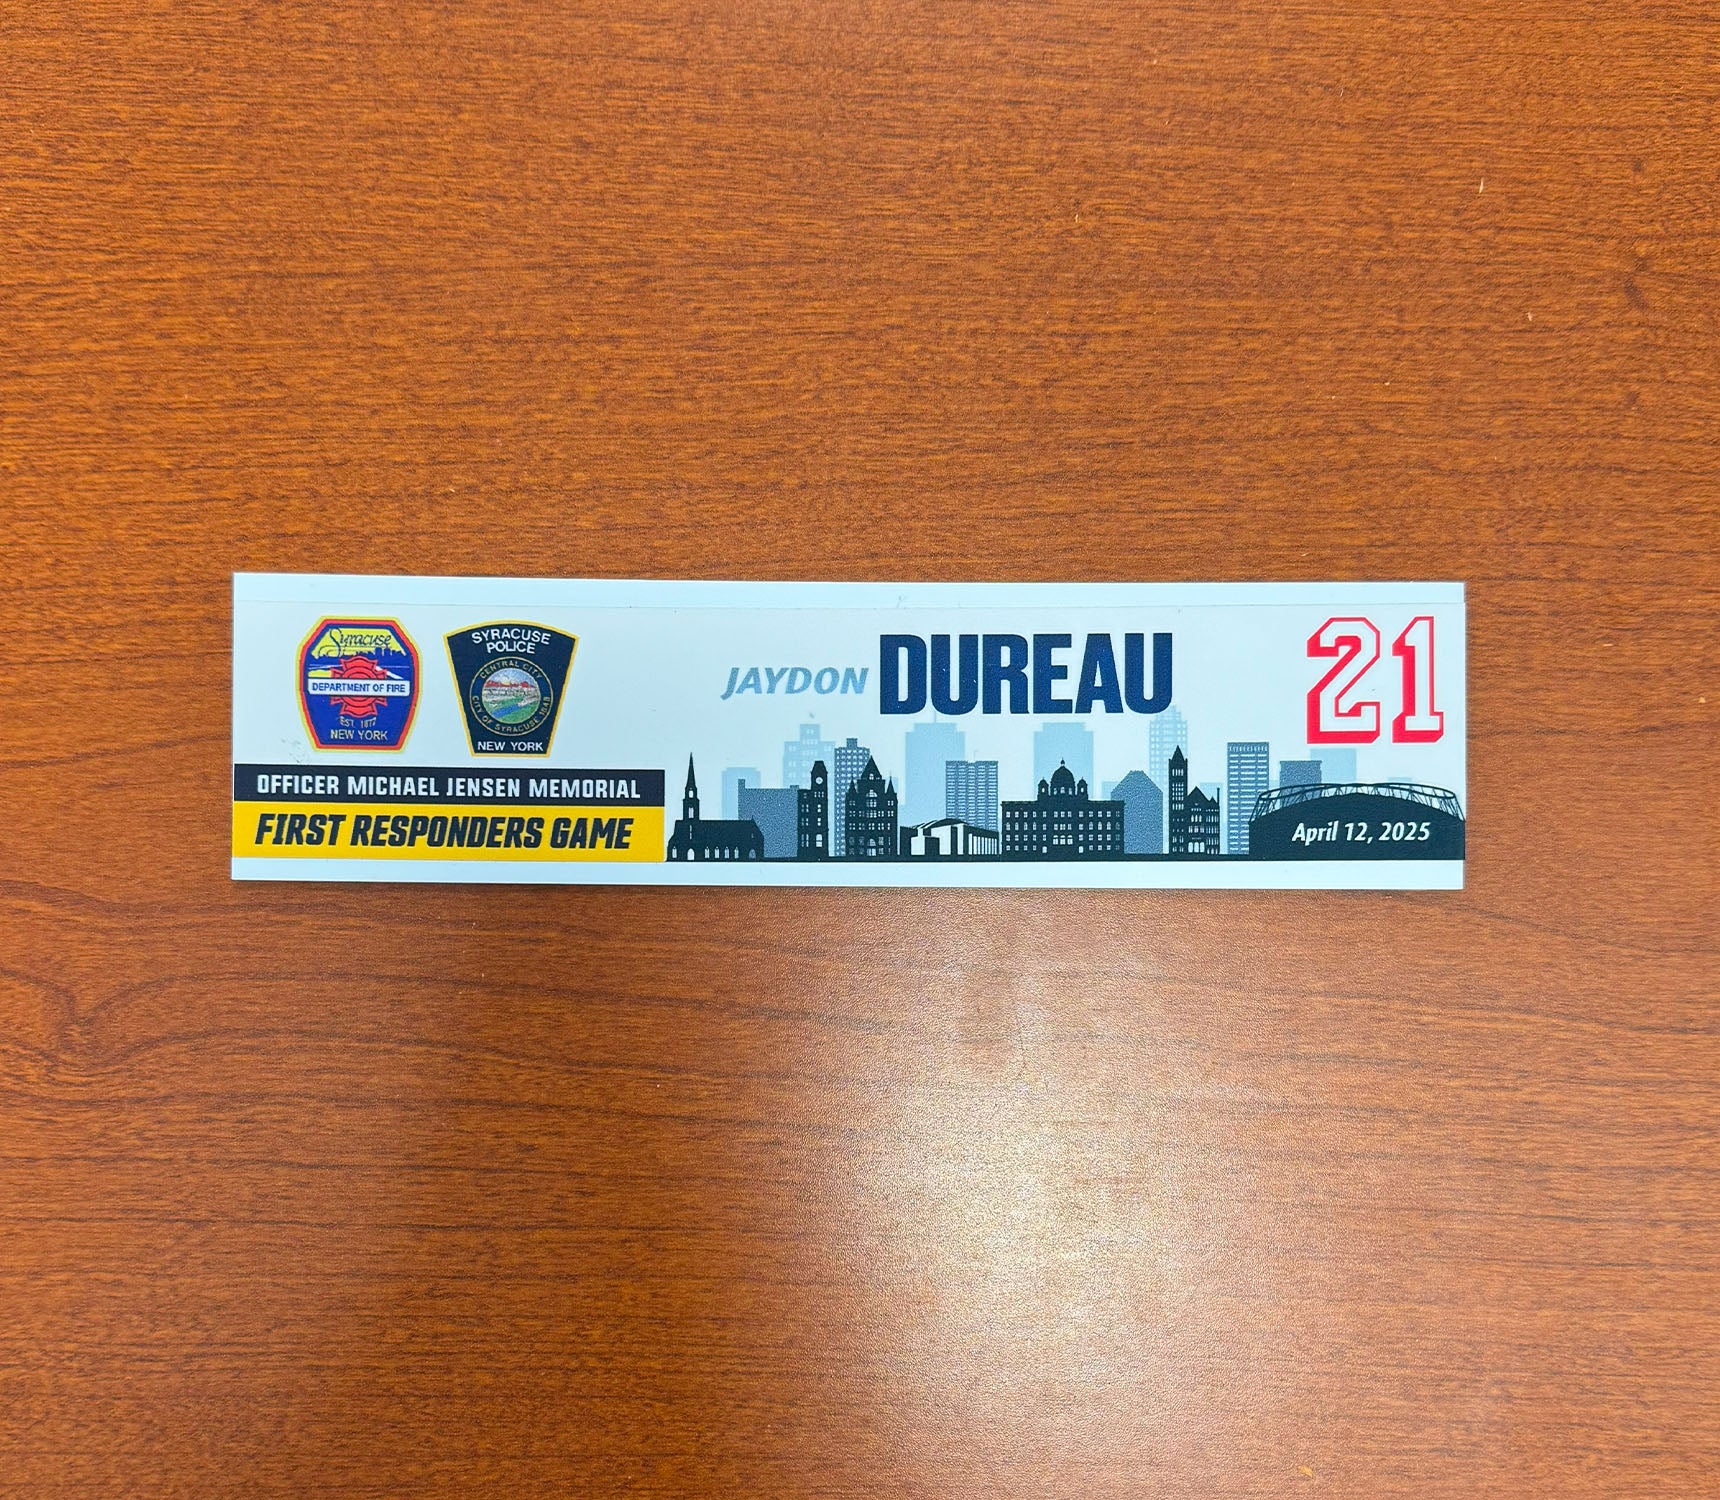 Syracuse
DEPARTMENT OF FIRE
EST. 1877
NEW YORK
SYRACUSE
POLICE
CENTRAL CITY
CITY OF SYRACUSE 1848
NEW YORK
OFFICER MICHAEL JENSEN MEMORIAL
FIRST RESPONDERS GAME
JAYDON DUREAU
21
April 12, 2025